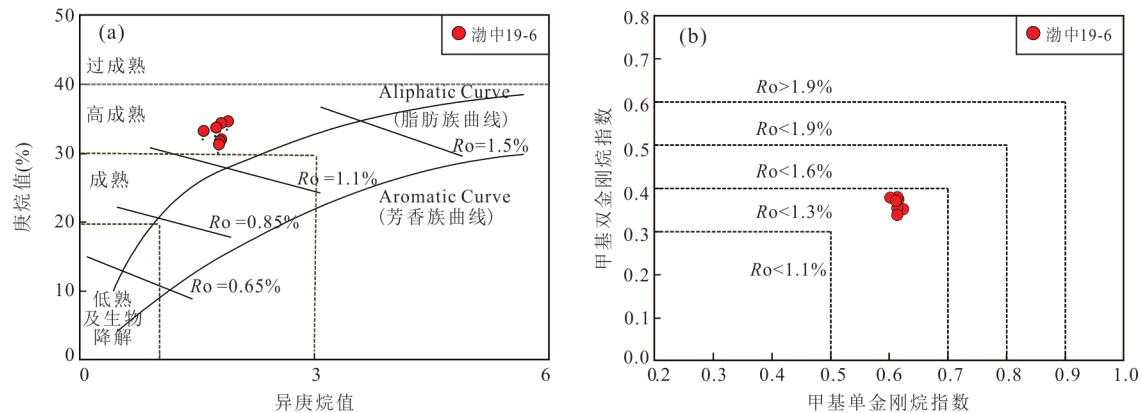 (a)
渤中19-6
50
40
30
20
10
0
庚烷值(%)
过成熟
高成熟
成熟
低熟
及生物
降解
Aliphatic Curve
(脂肪族曲线)
Ro=1.5%
Ro=1.1%
Aromatic Curve
(芳香族曲线)
Ro=0.85%
Ro=0.65%
0
3
6
异庚烷值
(b)
渤中19-6
0.8
0.7
0.6
0.5
0.4
0.3
0.2
0.1
0.0
甲基双金刚烷指数
Ro>1.9%
Ro<1.9%
Ro<1.6%
Ro<1.3%
Ro<1.1%
0.2
0.3
0.4
0.5
0.6
0.7
0.8
0.9
1.0
甲基单金刚烷指数